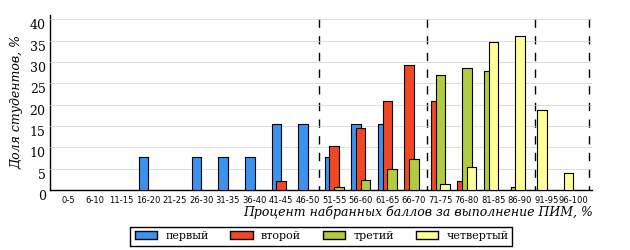 Доля студентов, %
40
35
30
25
20
15
10
5
0
0-5 6-10 11-15 16-20 21-25 26-30 31-35 36-40 41-45 46-50 51-55 56-60 61-65 66-70 71-75 76-80 81-85 86-90 91-95 96-100
Процент набранных баллов за выполнение ПИМ, %
первый второй третий четвертый